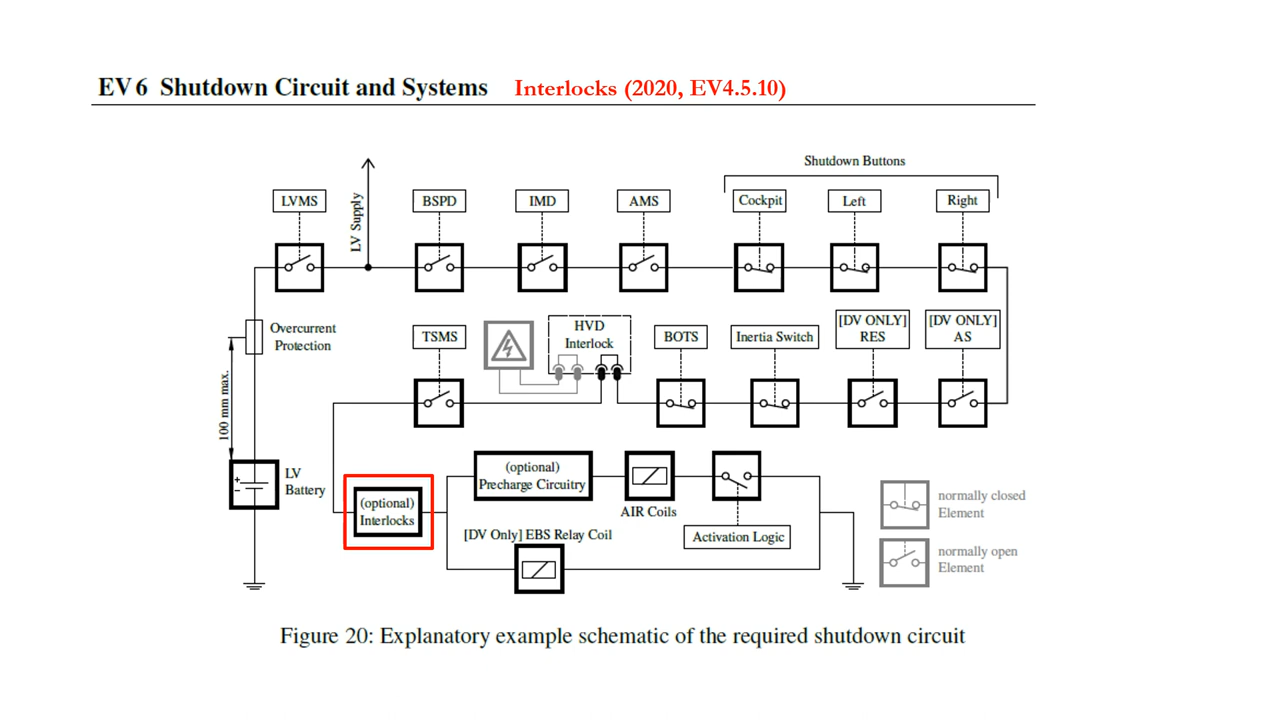 EV 6 Shutdown Circuit and Systems Interlocks (2020, EV4.5.10)
Shutdown Buttons
LVMS
LV Supply
BSPD
IMD
AMS
Cockpit
Left
Right
Overcurrent
Protection
100 mm max.
TSMS
HVD
Interlock
BOTS
Inertia Switch
[DV ONLY]
RES
[DV ONLY]
AS
+
-
LV
Battery
(optional)
Interlocks
(optional)
Precharge Circuitry
AIR Coils
Activation Logic
[DV Only] EBS Relay Coil
normally closed
Element
normally open
Element
Figure 20: Explanatory example schematic of the required shutdown circuit